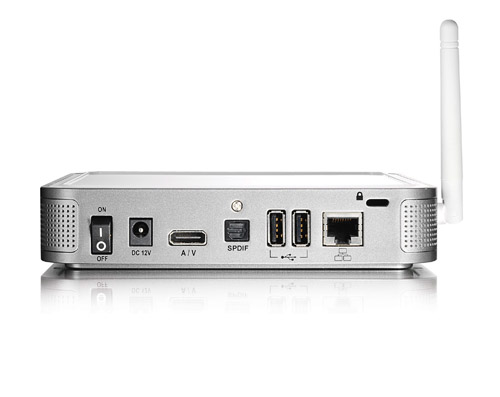 ON
OFF
DC 12V
A / V
SPDIF